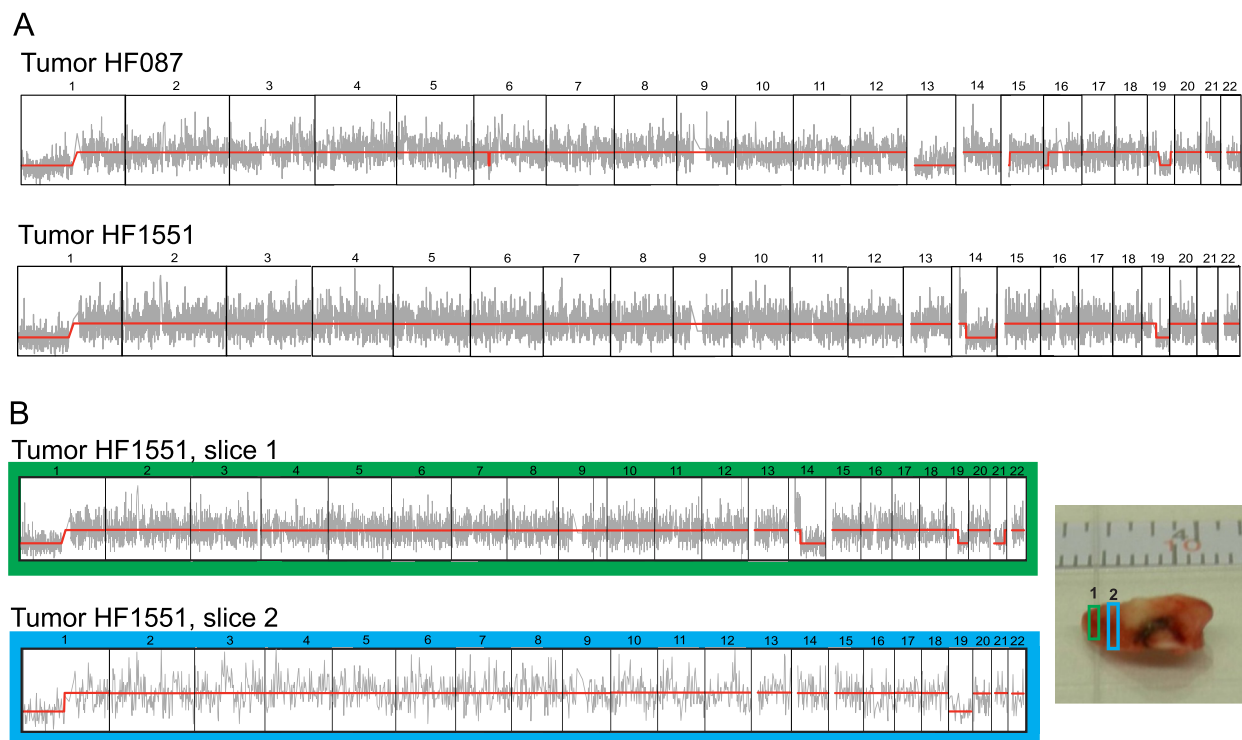 A
Tumor HF087
1 2 3 4 5 6 7 8 9 10 11 12 13 14 15 16 17 18 19 20 21 22
Tumor HF1551
1 2 3 4 5 6 7 8 9 10 11 12 13 14 15 16 17 18 19 20 21 22
B
Tumor HF1551, slice 1
1 2 3 4 5 6 7 8 9 10 11 12 13 14 15 16 17 18 19 20 21 22
Tumor HF1551, slice 2
1 2 3 4 5 6 7 8 9 10 11 12 13 14 15 16 17 18 19 20 21 22
4
10
1 2